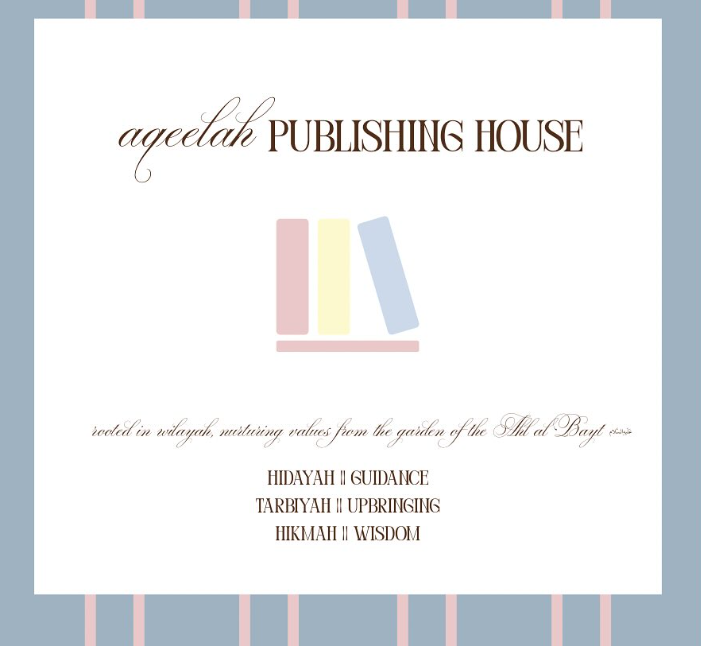 aqeelah PUBLISHING HOUSE
rooted in wilayah, nurturing values from the garden of the Ahl al-Bayt
HIDAYAH || GUIDANCE
TARBIYAH || UPBRINGING
HIKMAH || WISDOM